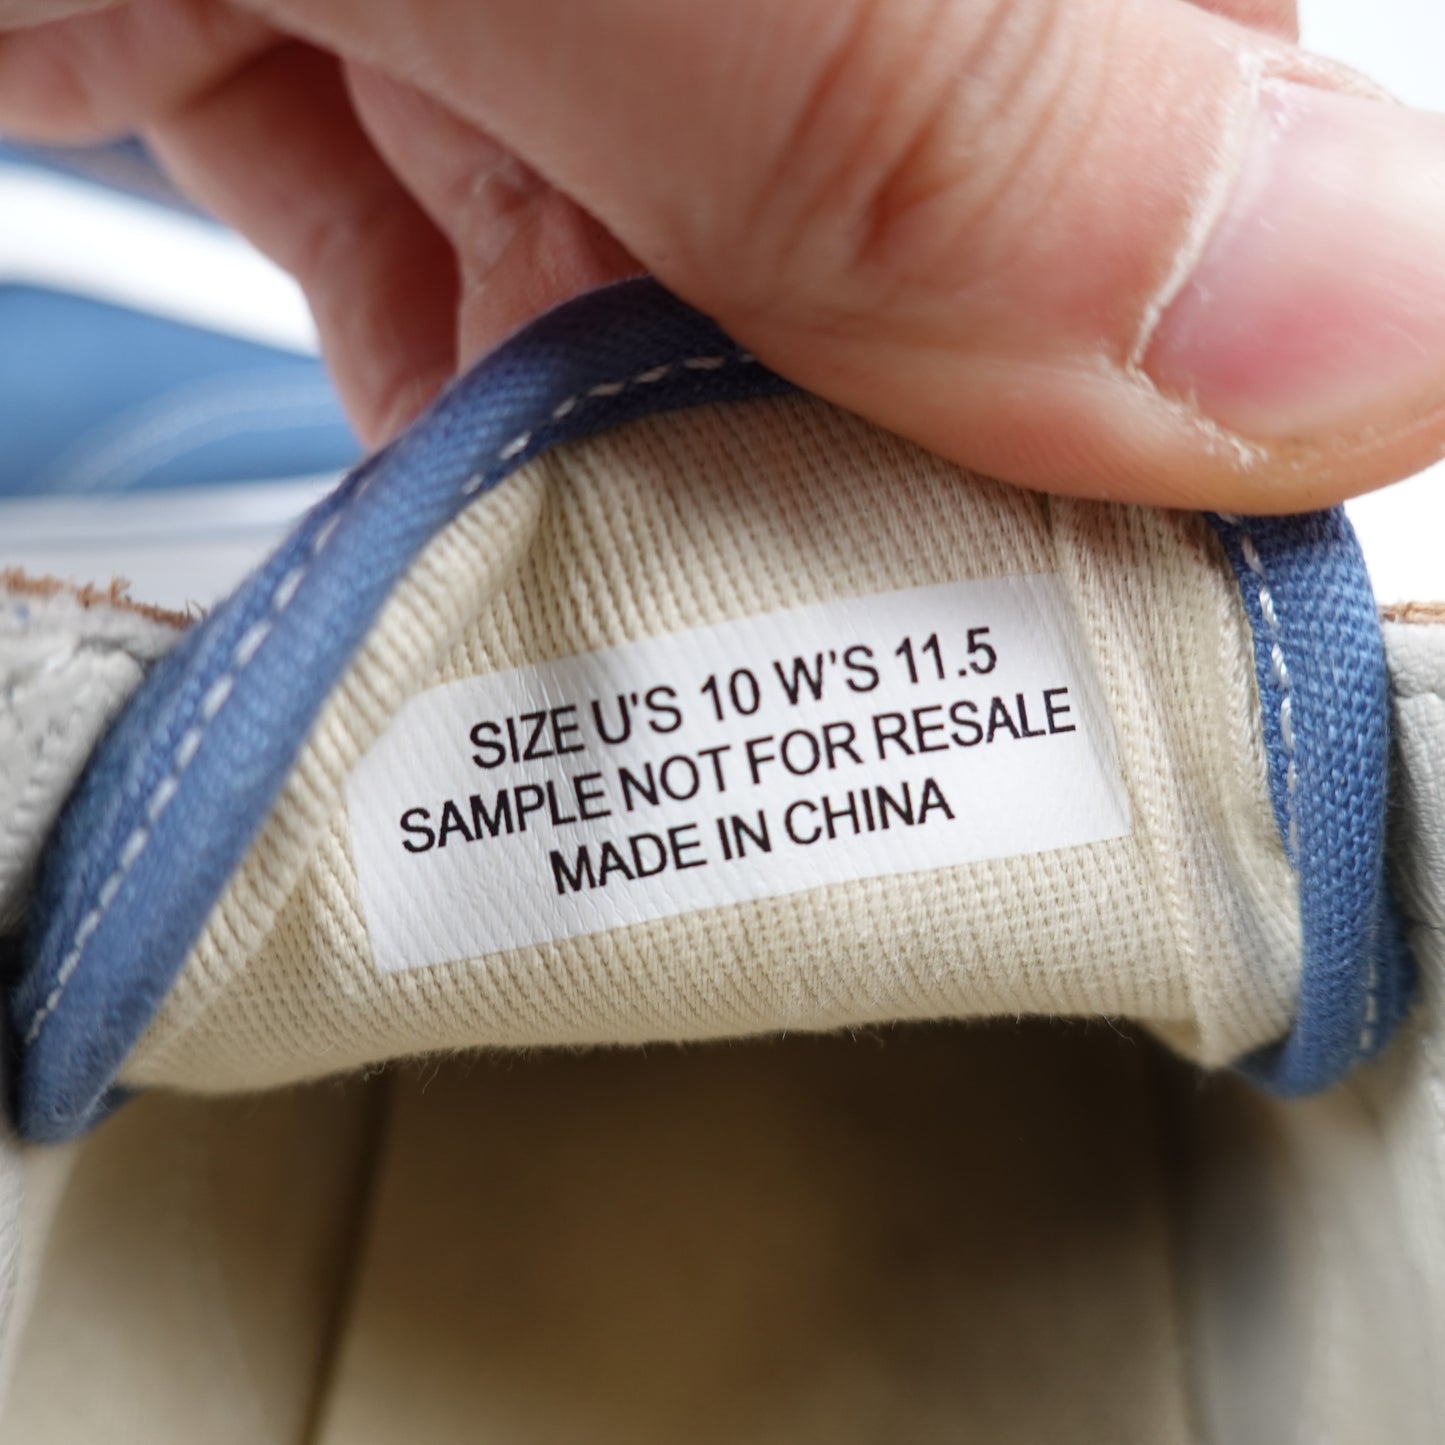 SIZE U'S 10 W'S 11.5
SAMPLE NOT FOR RESALE
MADE IN CHINA